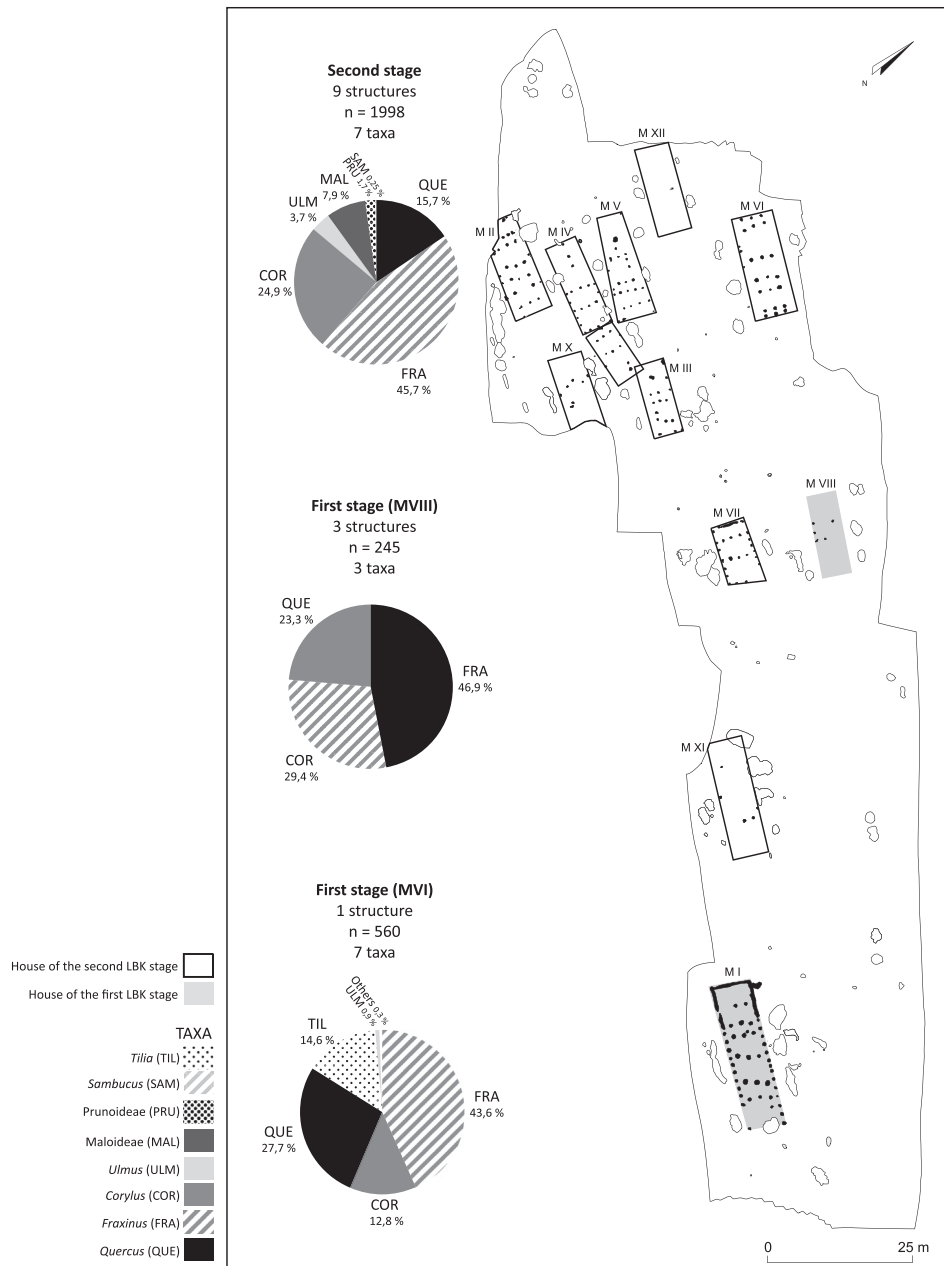 Second stage
9 structures
n = 1998
7 taxa
SAM 0,25 %
PRU 1,7 %
MAL
7,9 %
ULM
3,7 %
QUE
15,7 %
COR
24,9 %
FRA
45,7 %
First stage (MVIII)
3 structures
n = 245
3 taxa
QUE
23,3 %
FRA
46,9 %
COR
29,4 %
First stage (MVI)
1 structure
n = 560
7 taxa
Others 0,3 %
ULM 0,9 %
TIL
14,6 %
FRA
43,6 %
QUE
27,7 %
COR
12,8 %
N
M XII
M VI
M V
M IV
M II
M X
M III
M VIII
M VII
M XI
M I
0 25 m
House of the second LBK stage
House of the first LBK stage
TAXA
Tilia (TIL)
Sambucus (SAM)
Prunoideae (PRU)
Maloideae (MAL)
Ulmus (ULM)
Corylus (COR)
Fraxinus (FRA)
Quercus (QUE)